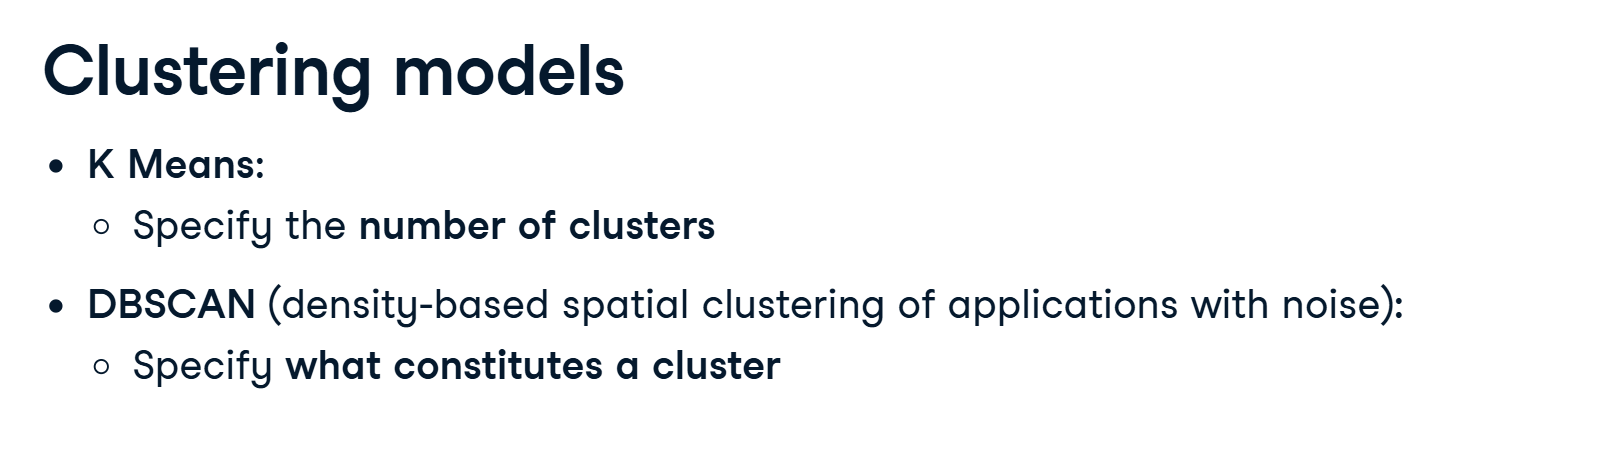 Clustering models
• K Means:
○ Specify the number of clusters
• DBSCAN (density-based spatial clustering of applications with noise):
○ Specify what constitutes a cluster